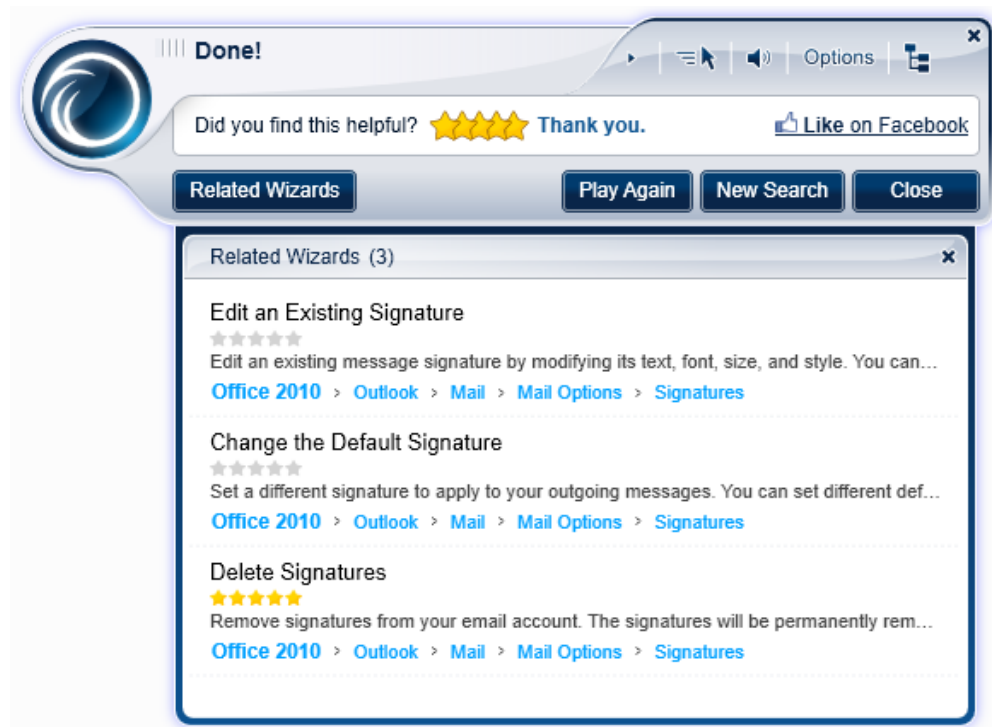 Done!
Options
Did you find this helpful? Thank you. Like on Facebook
Related Wizards Play Again New Search Close
Related Wizards (3)
Edit an Existing Signature
Edit an existing message signature by modifying its text, font, size, and style. You can...
Office 2010 > Outlook > Mail > Mail Options > Signatures
Change the Default Signature
Set a different signature to apply to your outgoing messages. You can set different def...
Office 2010 > Outlook > Mail > Mail Options > Signatures
Delete Signatures
Remove signatures from your email account. The signatures will be permanently rem...
Office 2010 > Outlook > Mail > Mail Options > Signatures